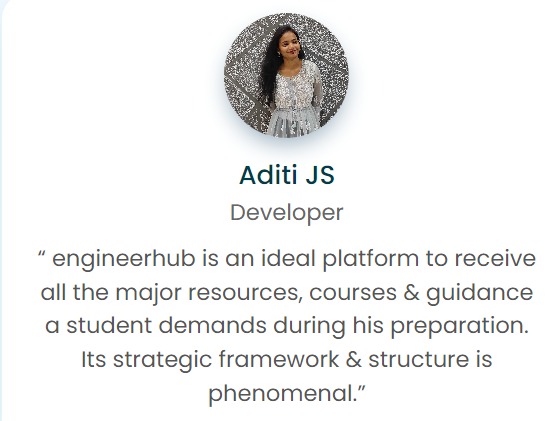 Aditi JS
Developer
“ engineerhub is an ideal platform to receive
all the major resources, courses & guidance
a student demands during his preparation.
Its strategic framework & structure is
phenomenal.”